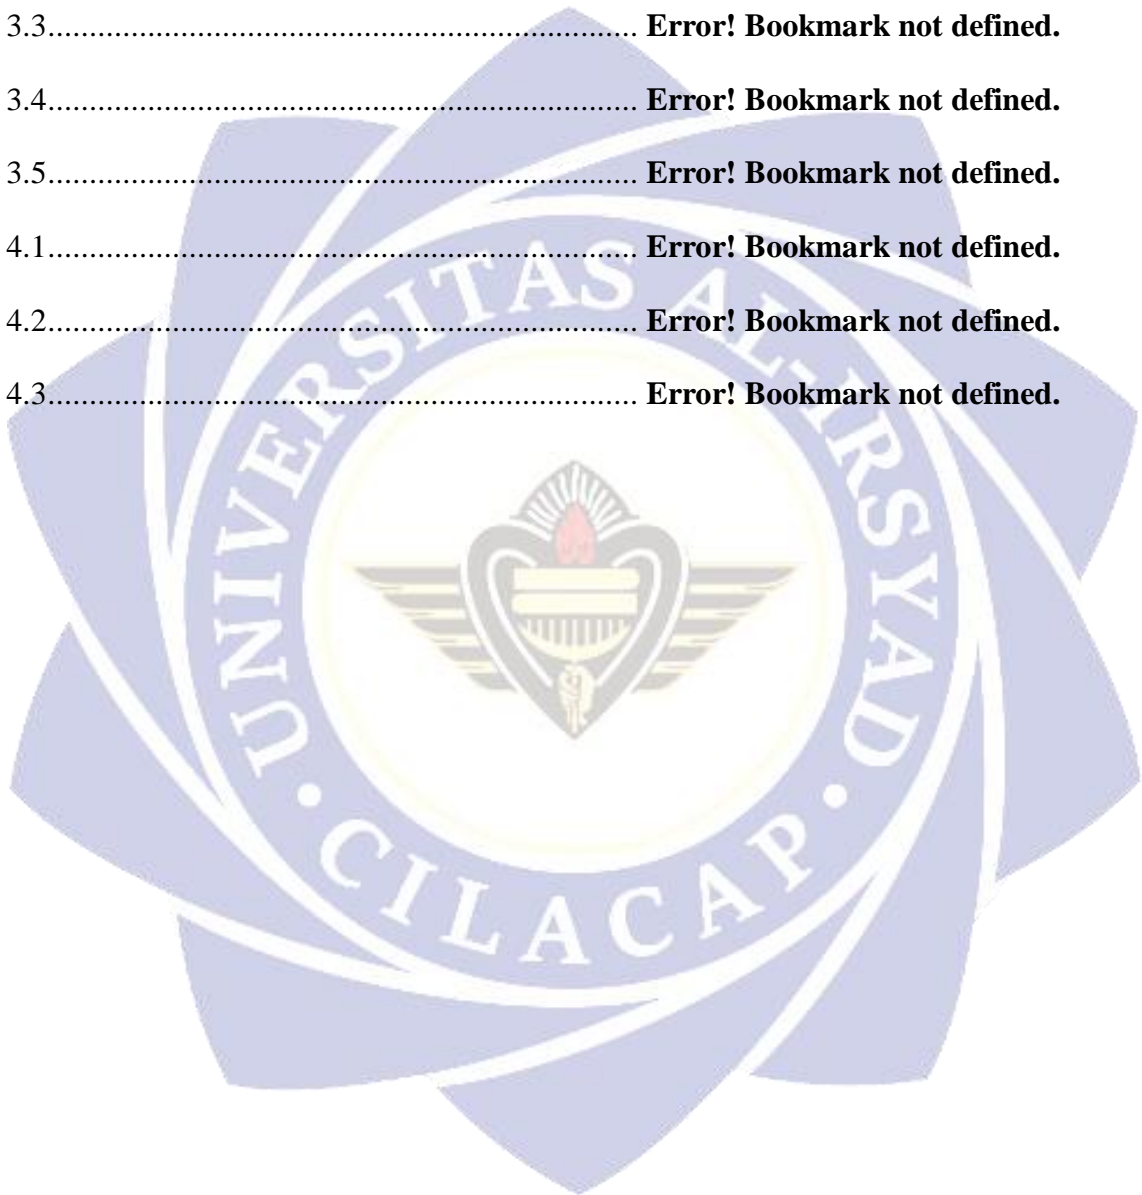 3.3....................................................................... Error! Bookmark not defined.
3.4....................................................................... Error! Bookmark not defined.
3.5....................................................................... Error! Bookmark not defined.
4.1....................................................................... Error! Bookmark not defined.
4.2....................................................................... Error! Bookmark not defined.
4.3....................................................................... Error! Bookmark not defined.
UNIVERSITAS AL-IRSYAD
• CILACAP •